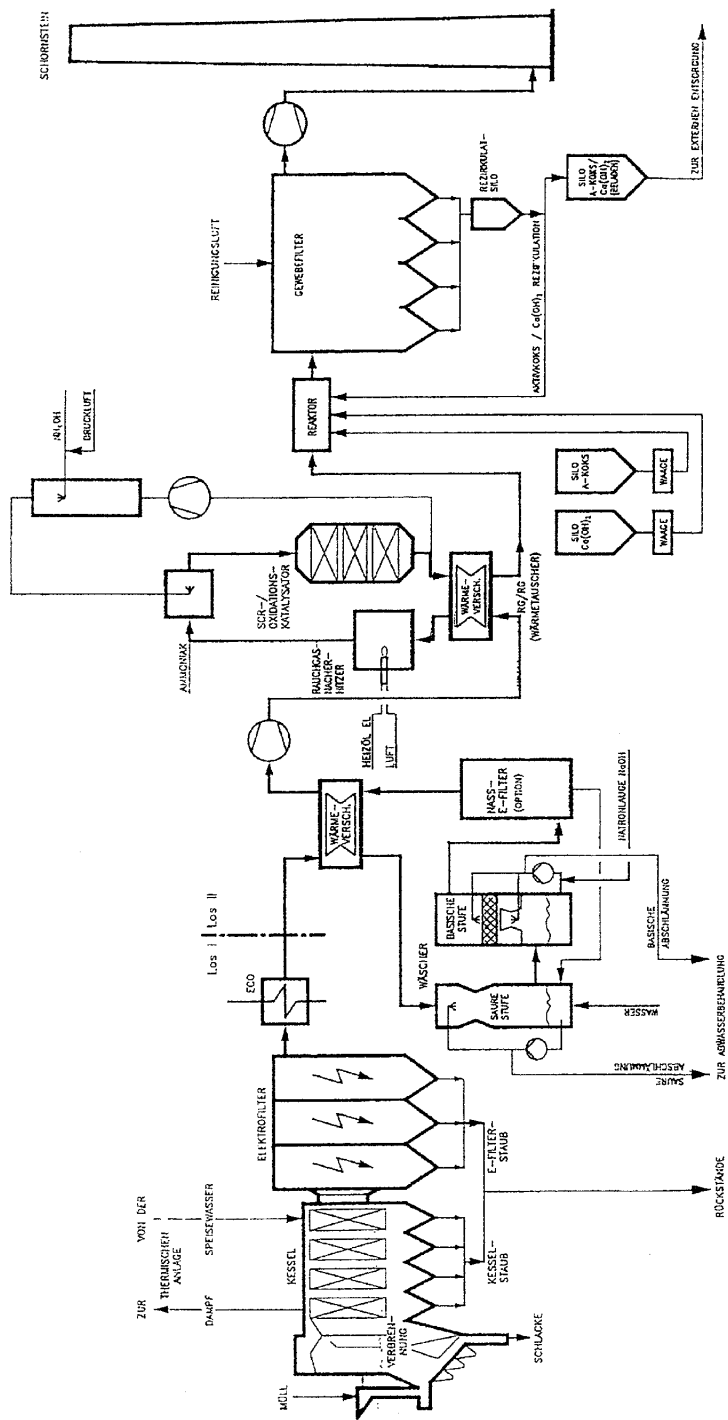 MÜLL
ZUR
THERMISCHEN
ANLAGE
VON DER
DAMPF
SPEISEWASSER
KESSEL
VERBREN-
NUNG
SCHLACKE
KESSEL-
STAUB
ELEKTROFILTER
E-FILTER-
STAUB
RÜCKSTÄNDE
ECO
Los I
Los II
WÄRME-
VERSCH.
WÄSCHER
SAURE
STUFE
WASSER
SAURE
ABSCHLÄMMUNG
BASISCHE
STUFE
BASISCHE
ABSCHLÄMMUNG
ZUR ABWASSERBEHANDLUNG
NASS-
E-FILTER
(OPTION)
NATRONLAUGE NaOH
HEIZÖL EL
LUFT
RAUCHGAS-
NACHER-
HITZER
AMMONIAK
SCR-/
OXIDATIONS-
KATALYSATOR
WÄRME-
VERSCH.
RG/RG
(WÄRMETAUSCHER)
NH₄OH
DRUCKLUFT
REAKTOR
SILO
Ca(OH)₂
WAAGE
SILO
A-KOKS
WAAGE
REINIGUNGSLUFT
GEWEBEFILTER
REZIRKULAT-
SILO
AKTIVKOKS / Ca(OH)₂ REZIRKULATION
SILO
A-KOKS/
Ca(OH)₂
(BELADEN)
ZUR EXTERNEN ENTSORGUNG
SCHORNSTEIN